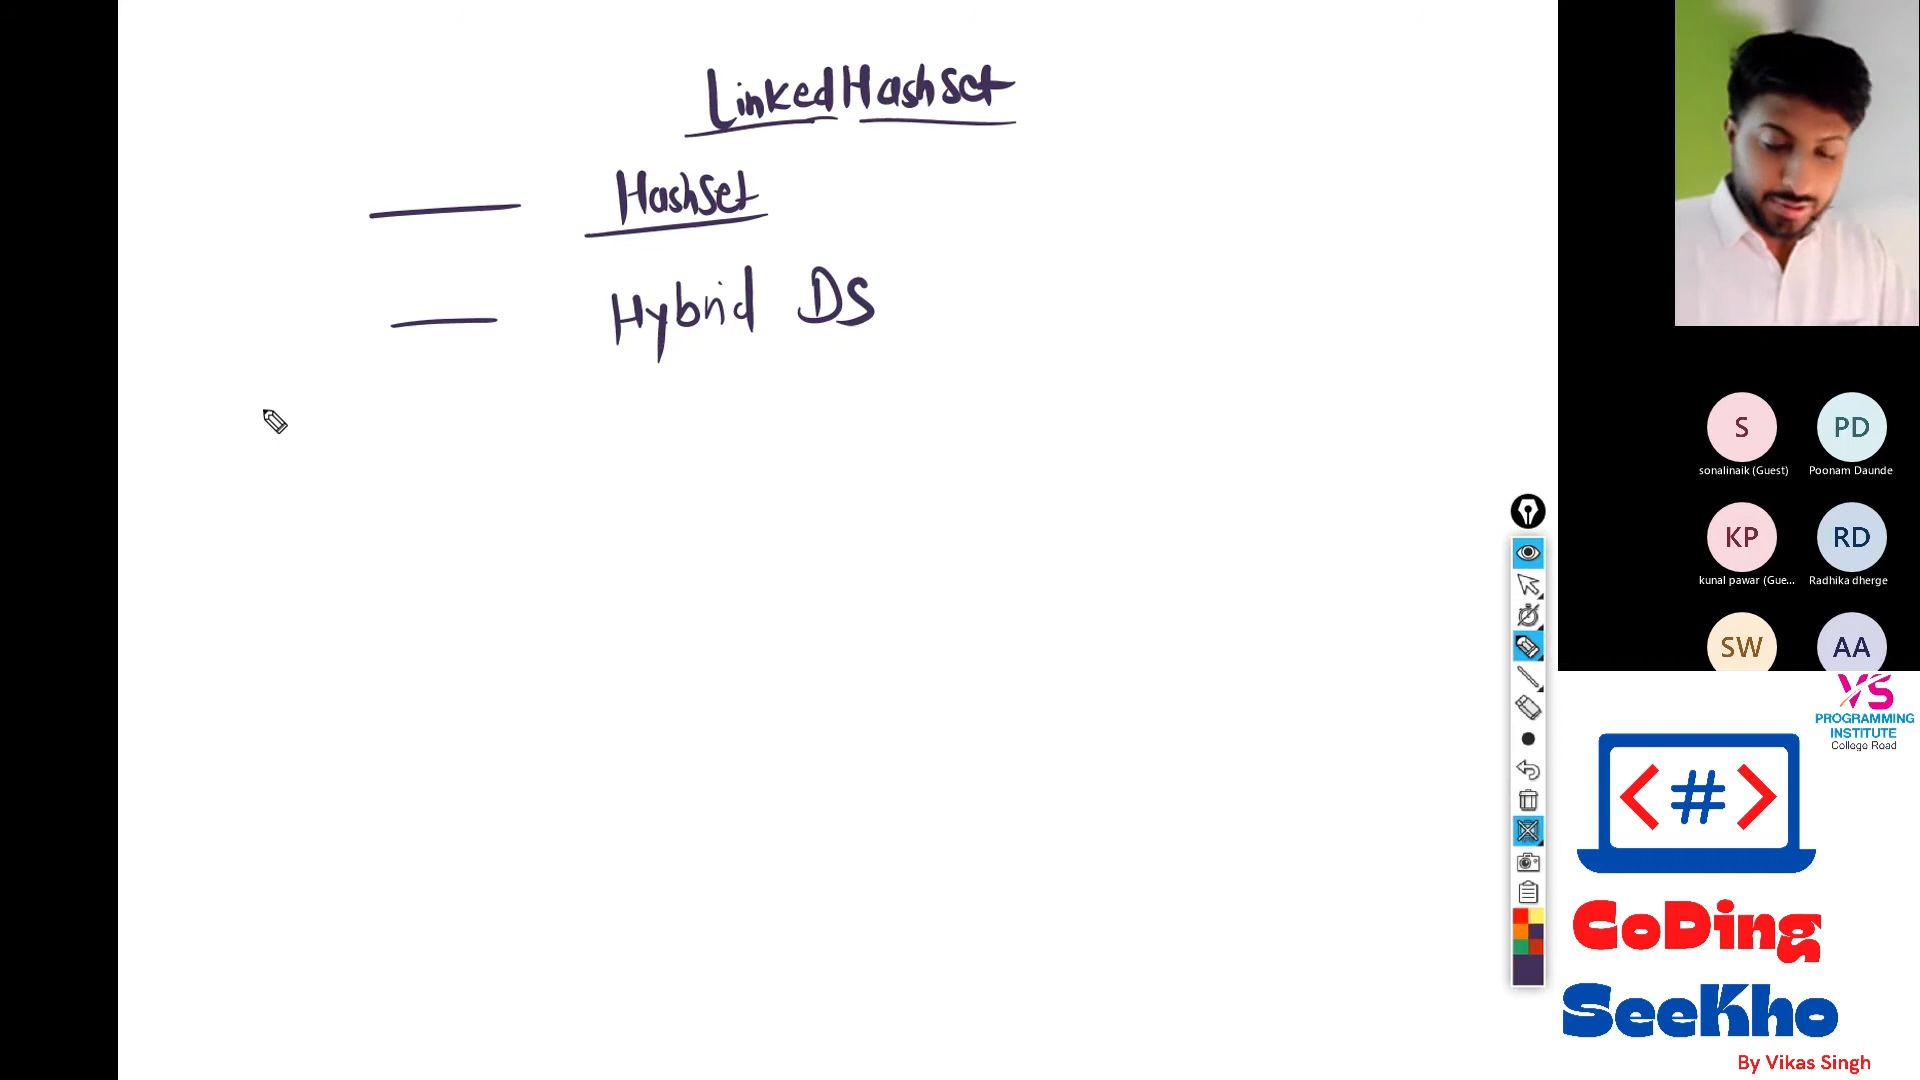 LinkedHashSet
HashSet
Hybrid DS
S
PD
sonalinaik (Guest)
Poonam Daunde
KP
RD
kunal pawar (Gue...
Radhika dherge
SW
AA
VS
PROGRAMMING
INSTITUTE
College Road
<#>
CoDing
SeeKho
By Vikas Singh